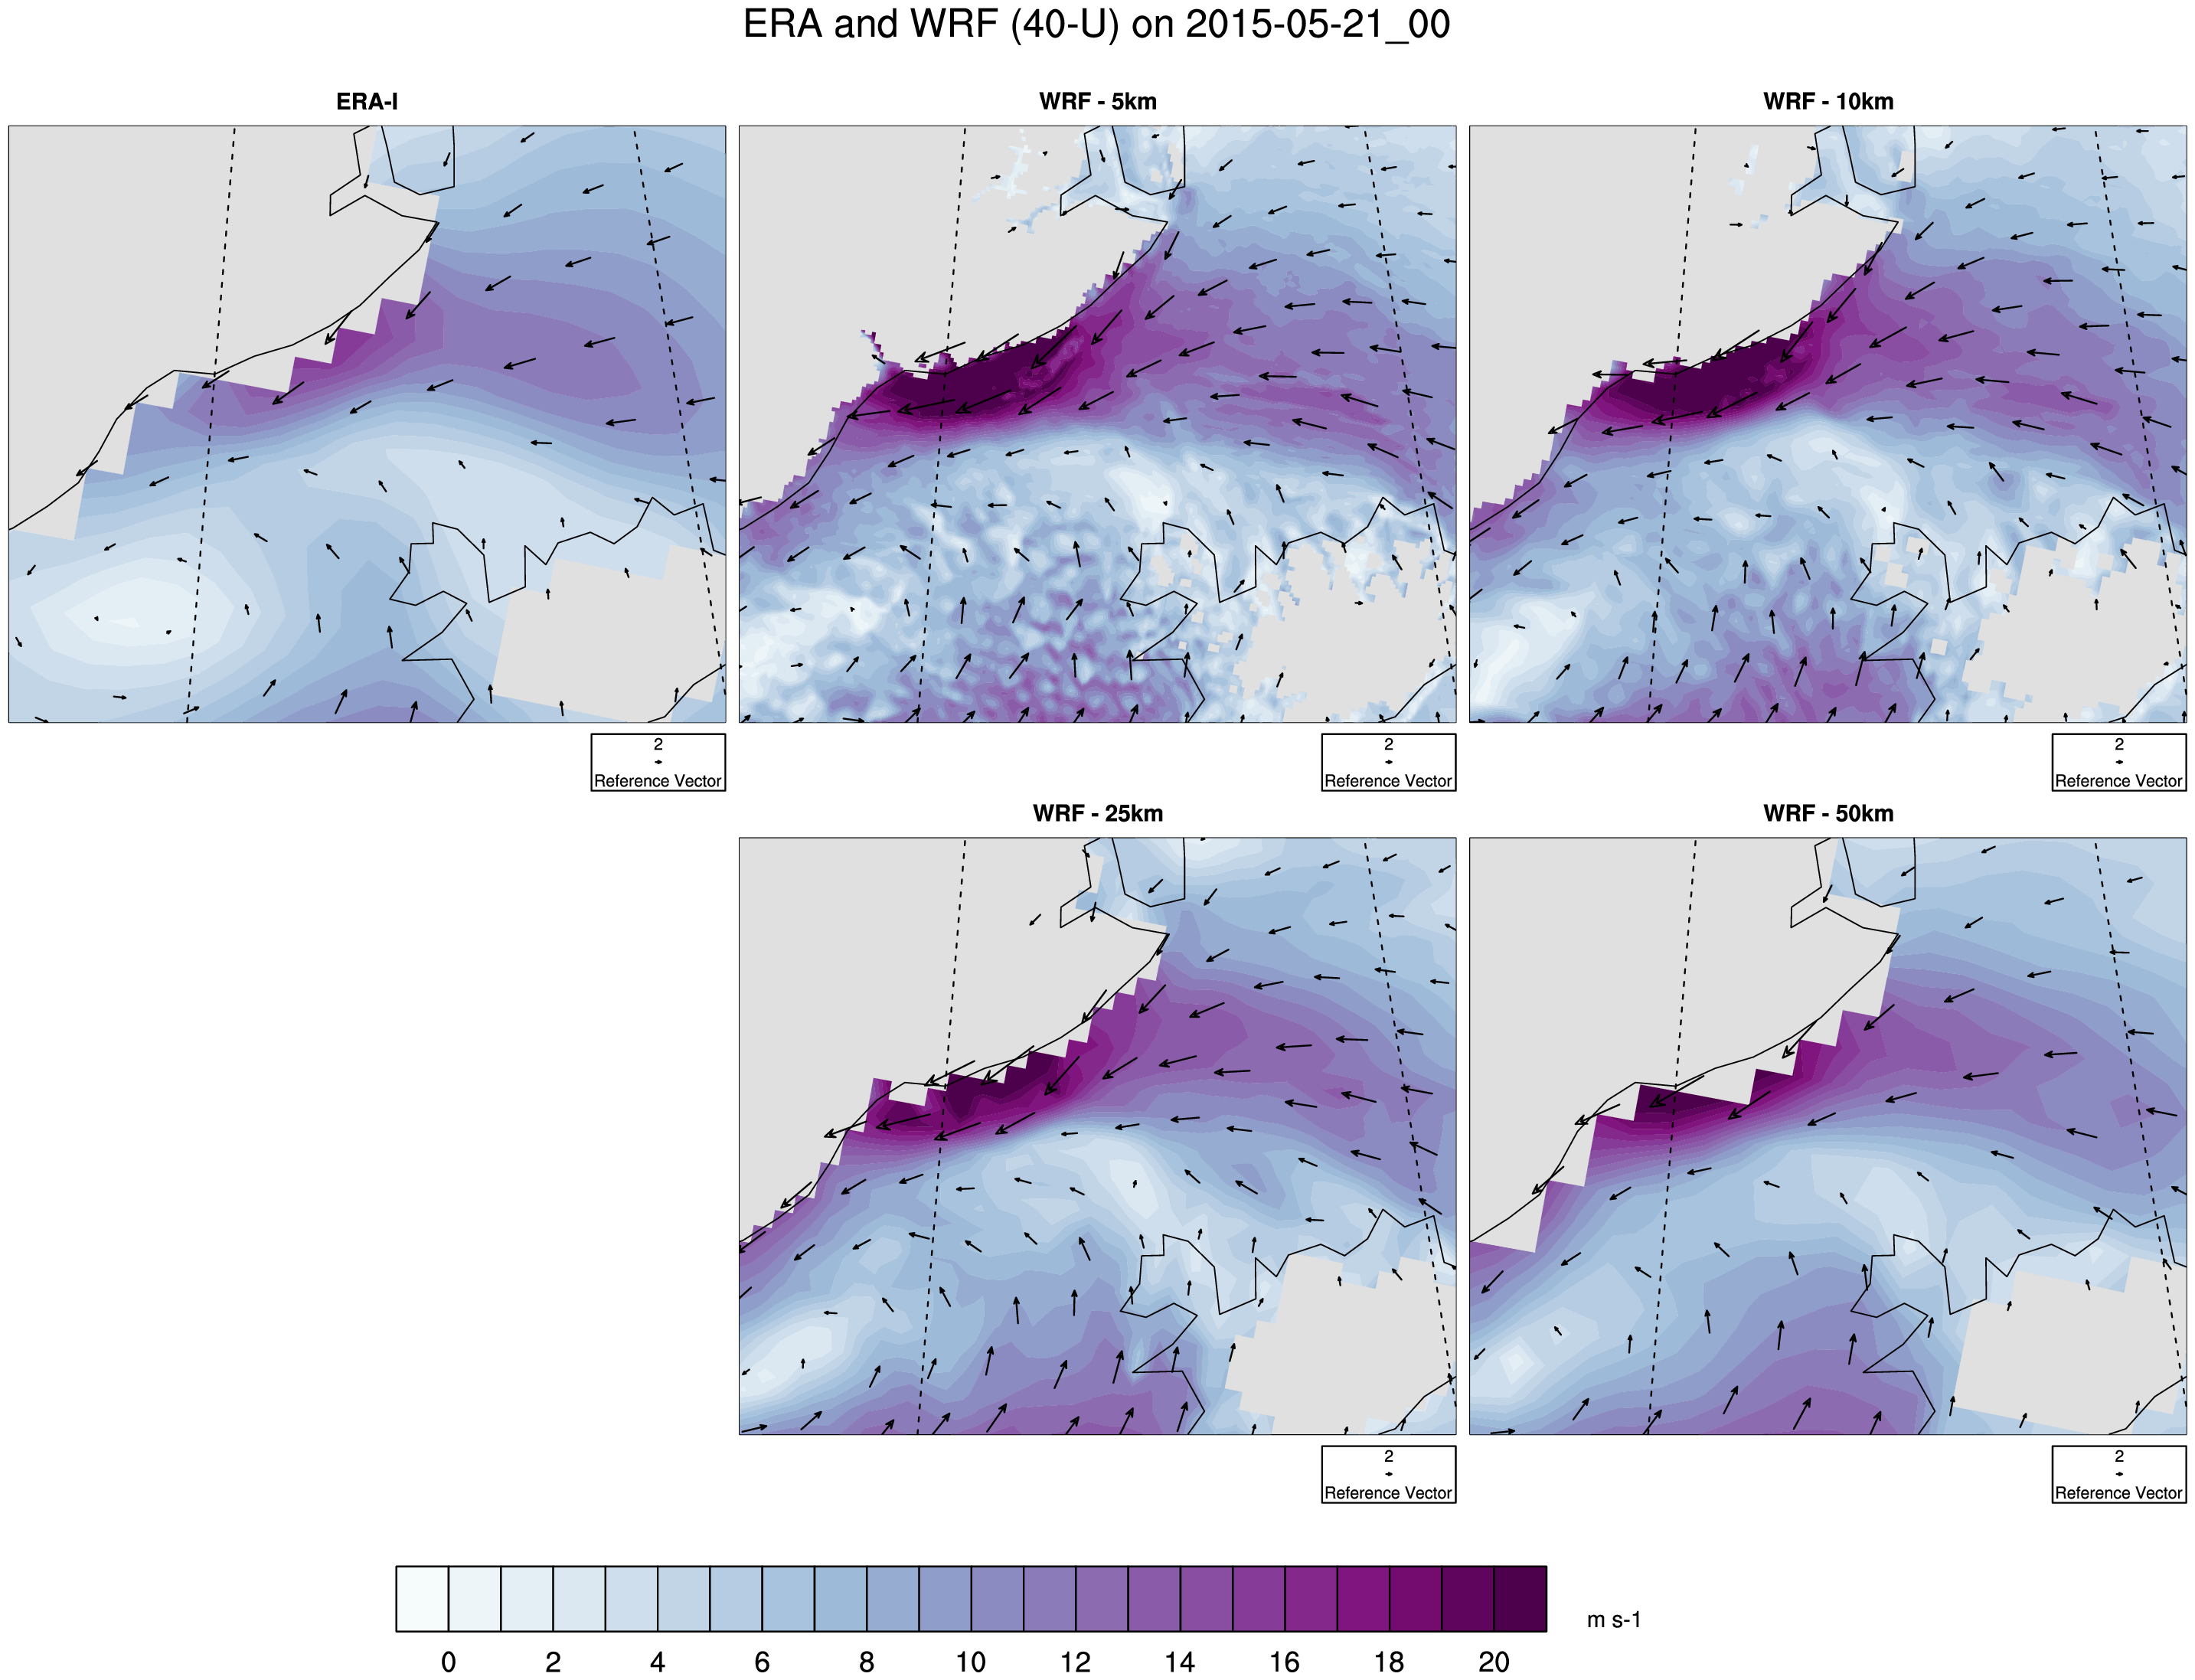 ERA and WRF (40-U) on 2015-05-21_00
ERA-I
WRF - 5km
WRF - 10km
2
Reference Vector
2
Reference Vector
2
Reference Vector
WRF - 25km
WRF - 50km
2
Reference Vector
2
Reference Vector
m s-1
0 2 4 6 8 10 12 14 16 18 20